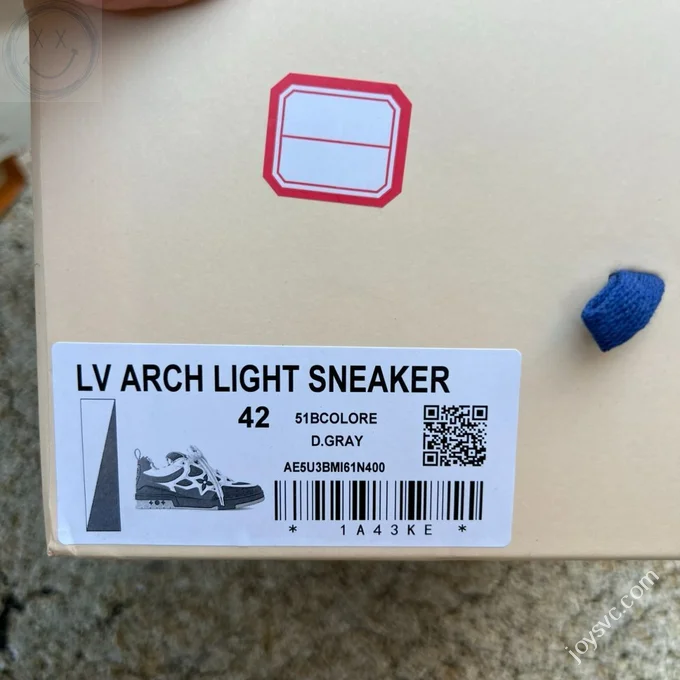 LV ARCH LIGHT SNEAKER
42
51BCOLORE
D.GRAY
AE5U3BMI61N400
* 1A43KE *
joysvc.com